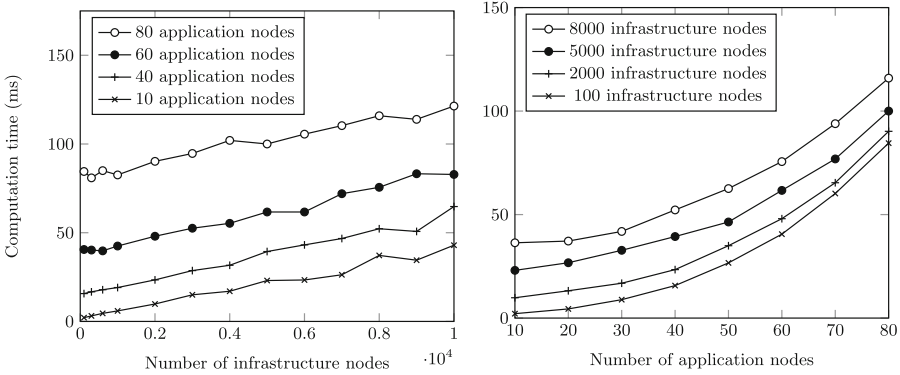 80 application nodes
60 application nodes
40 application nodes
10 application nodes
150
100
50
0
0 0.2 0.4 0.6 0.8 1
·10⁴
Computation time (ms)
Number of infrastructure nodes
8000 infrastructure nodes
5000 infrastructure nodes
2000 infrastructure nodes
100 infrastructure nodes
150
100
50
0
10 20 30 40 50 60 70 80
Number of application nodes